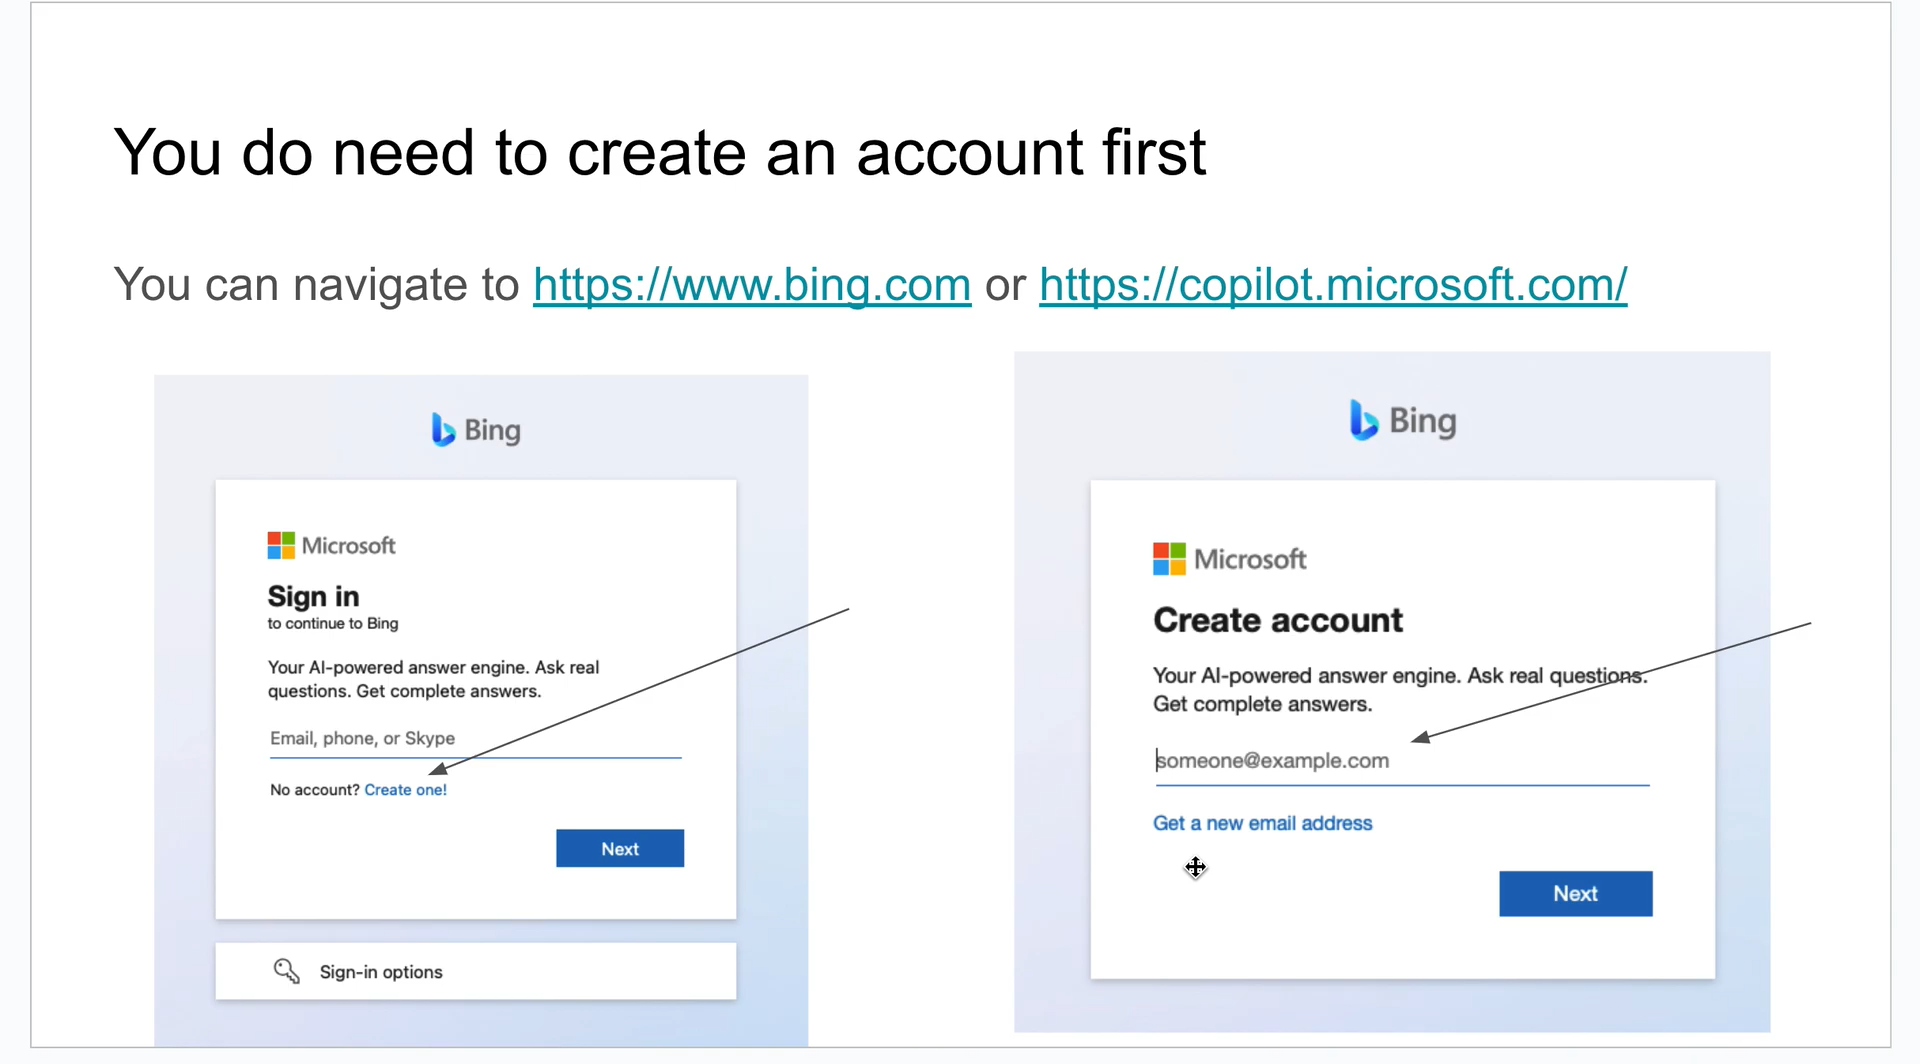 You do need to create an account first
You can navigate to https://www.bing.com or https://copilot.microsoft.com/
Bing
Microsoft
Sign in
to continue to Bing
Your AI-powered answer engine. Ask real
questions. Get complete answers.
Email, phone, or Skype
No account? Create one!
Next
Sign-in options
Bing
Microsoft
Create account
Your AI-powered answer engine. Ask real questions.
Get complete answers.
someone@example.com
Get a new email address
Next